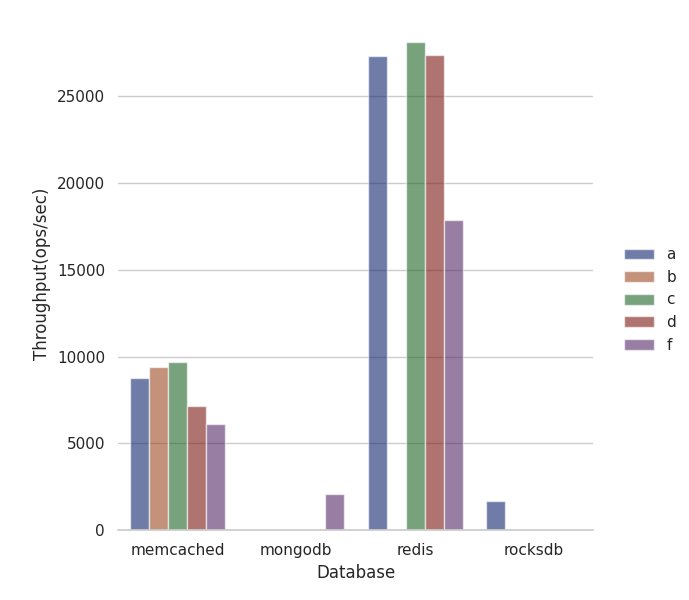 Throughput(ops/sec)
25000
20000
15000
10000
5000
0
memcached mongodb redis rocksdb
Database
a
b
c
d
f